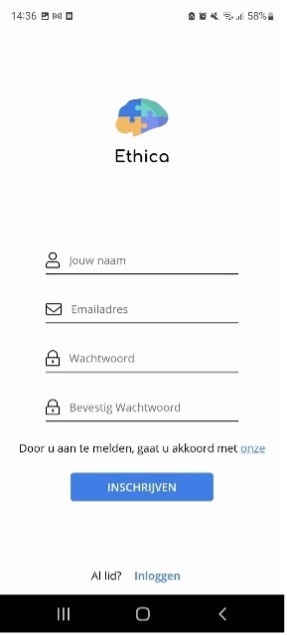 14:36 58%
Ethica
Jouw naam
Emailadres
Wachtwoord
Bevestig Wachtwoord
Door u aan te melden, gaat u akkoord met onze
INSCHRIJVEN
Al lid? Inloggen